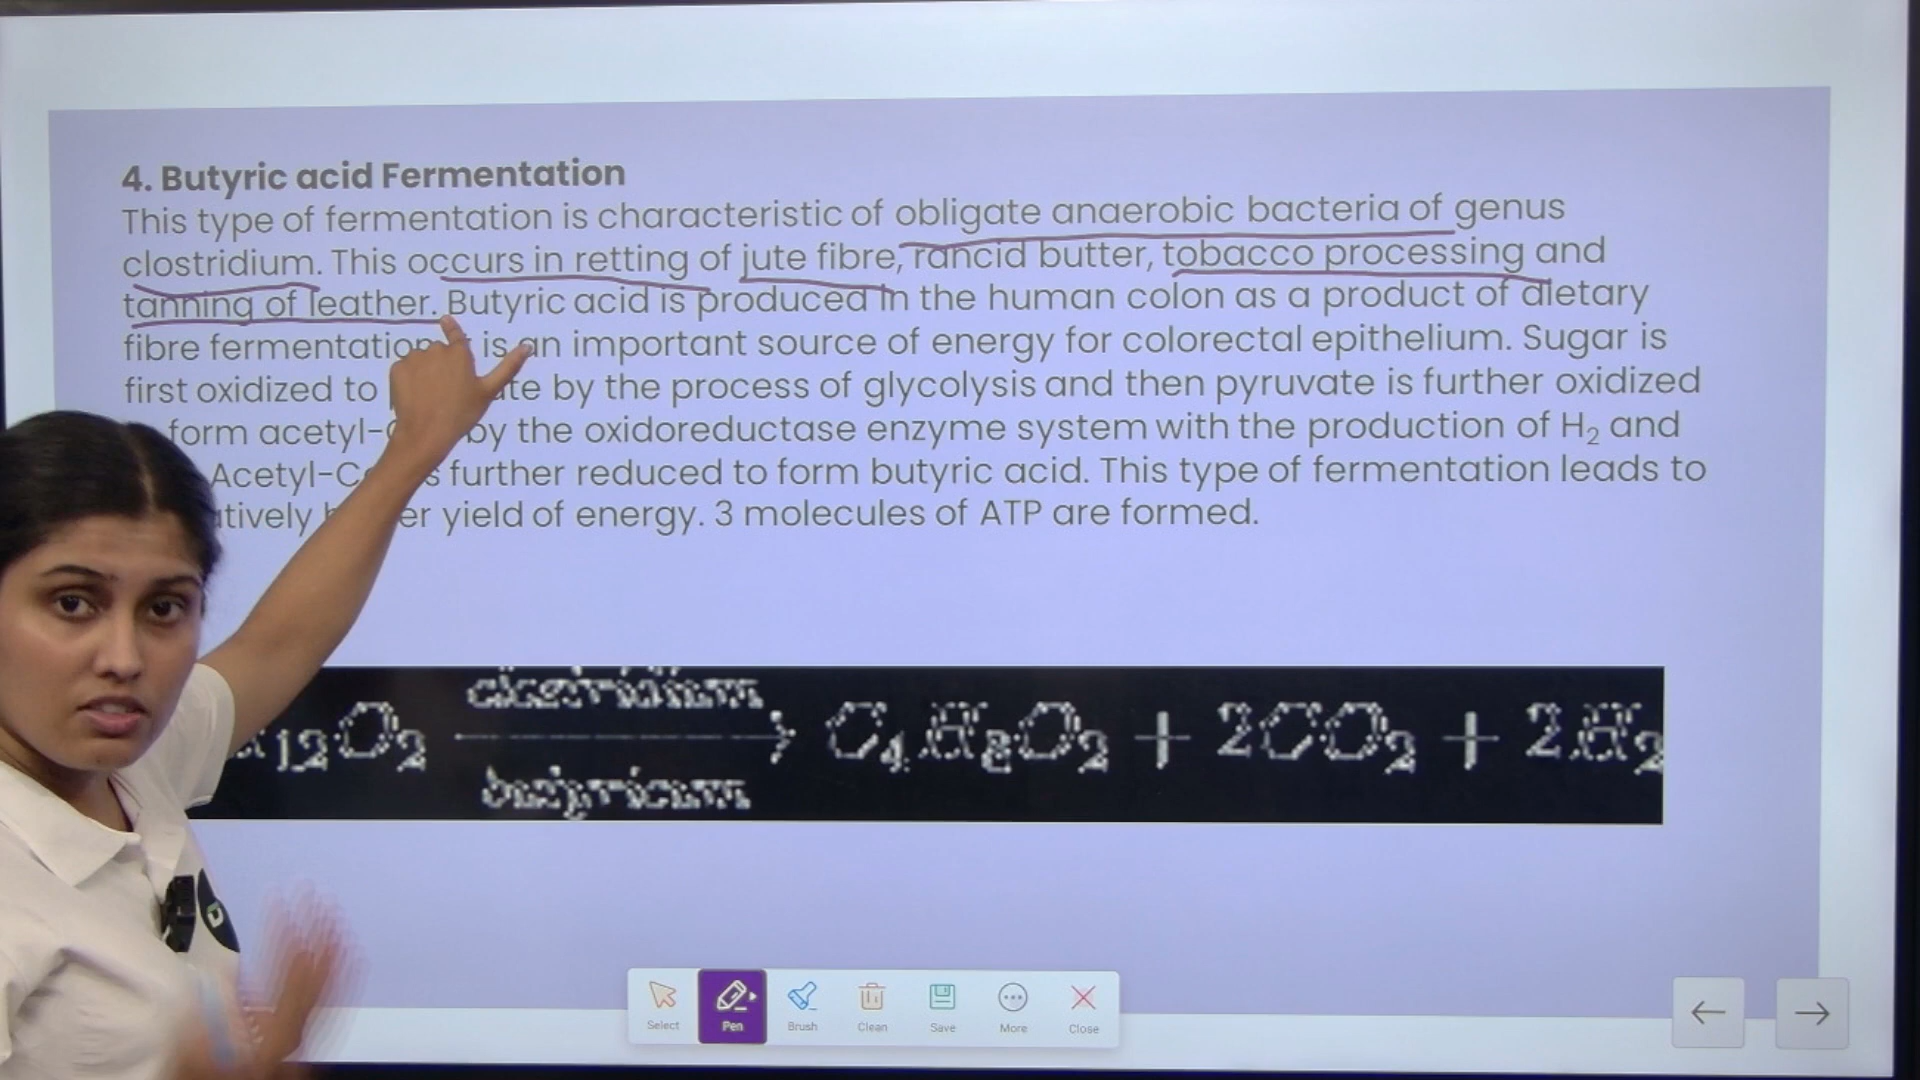 4. Butyric acid Fermentation
This type of fermentation is characteristic of obligate anaerobic bacteria of genus
clostridium. This occurs in retting of jute fibre, rancid butter, tobacco processing and
tanning of leather. Butyric acid is produced in the human colon as a product of dietary
fibre fermentation is an important source of energy for colorectal epithelium. Sugar is
first oxidized to by the process of glycolysis and then pyruvate is further oxidized
form acetyl- by the oxidoreductase enzyme system with the production of H₂ and
Acetyl- further reduced to form butyric acid. This type of fermentation leads to
yield of energy. 3 molecules of ATP are formed.
clostridium
₁₂O₂ → C₄H₈O₂ + 2CO₂ + 2H₂
butyricum
Select Pen Brush Clean Save More Close